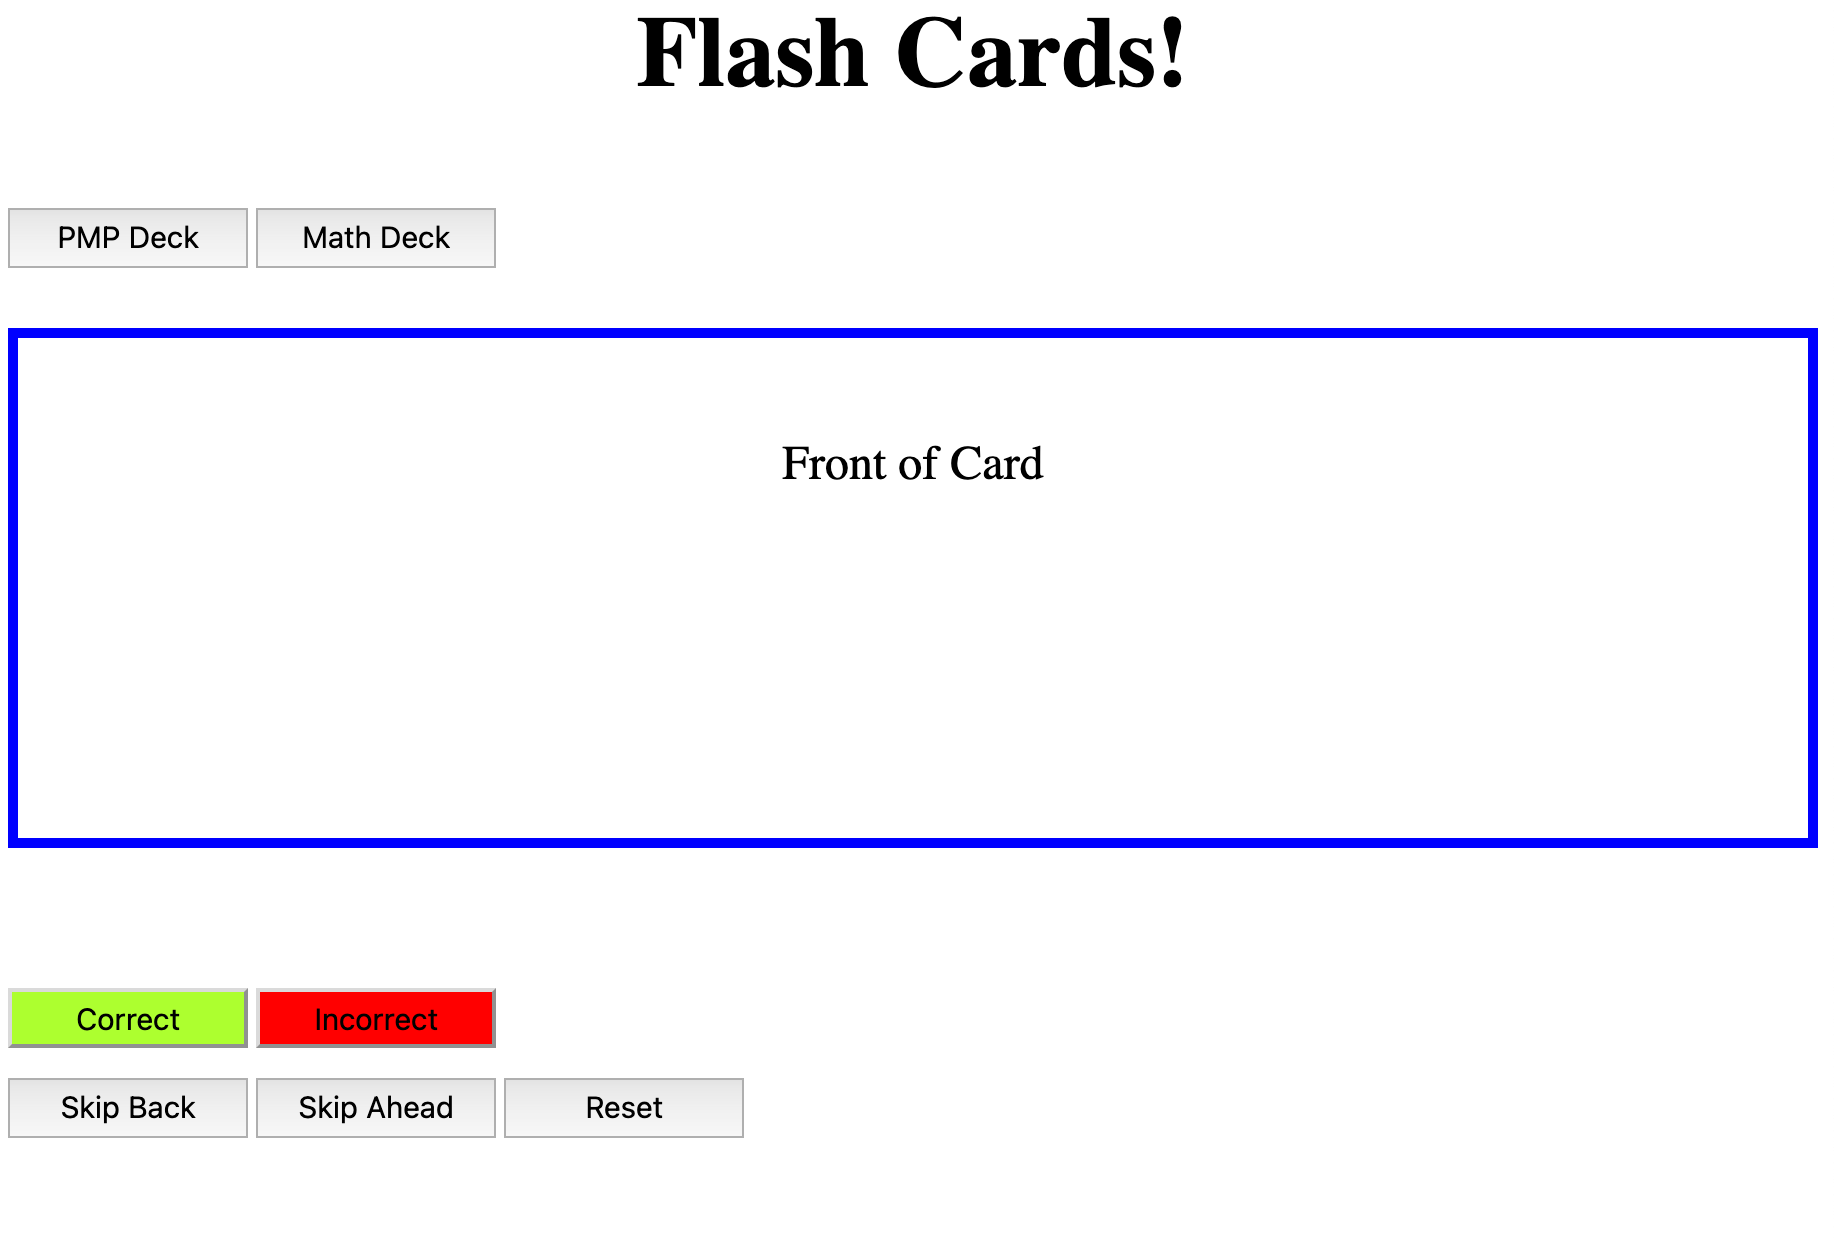 Flash Cards!
PMP Deck Math Deck
Front of Card
Correct Incorrect
Skip Back Skip Ahead Reset